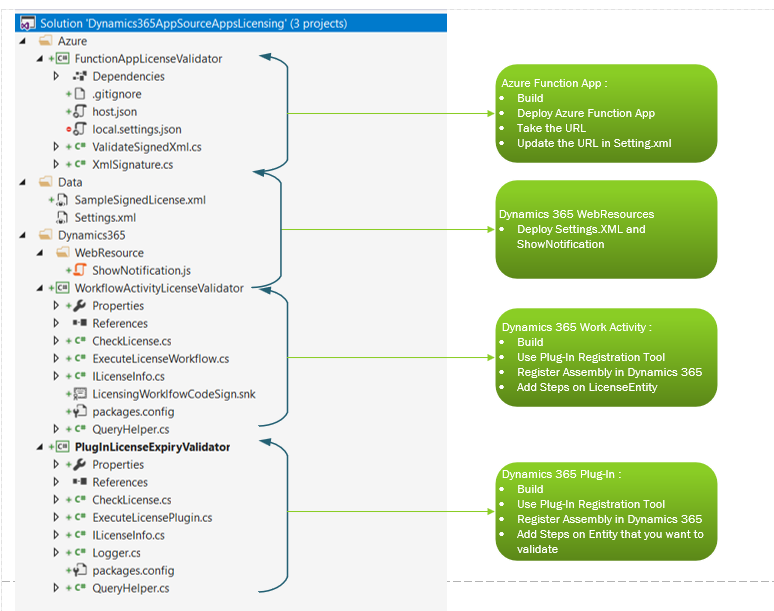 Solution 'Dynamics365AppSourceAppsLicensing' (3 projects)
Azure
FunctionAppLicenseValidator
Dependencies
.gitignore
host.json
local.settings.json
ValidateSignedXml.cs
XmlSignature.cs
Data
SampleSignedLicense.xml
Settings.xml
Dynamics365
WebResource
ShowNotification.js
WorkflowActivityLicenseValidator
Properties
References
CheckLicense.cs
ExecuteLicenseWorkflow.cs
ILicenseInfo.cs
LicensingWorklfowCodeSign.snk
packages.config
QueryHelper.cs
PlugInLicenseExpiryValidator
Properties
References
CheckLicense.cs
ExecuteLicensePlugin.cs
ILicenseInfo.cs
Logger.cs
packages.config
QueryHelper.cs
Azure Function App :
• Build
• Deploy Azure Function App
• Take the URL
• Update the URL in Setting.xml
Dynamics 365 WebResources
• Deploy Settings.XML and
ShowNotification
Dynamics 365 Work Activity :
• Build
• Use Plug-In Registration Tool
• Register Assembly in Dynamics 365
• Add Steps on LicenseEntity
Dynamics 365 Plug-In :
• Build
• Use Plug-In Registration Tool
• Register Assembly in Dynamics 365
• Add Steps on Entity that you want to
validate